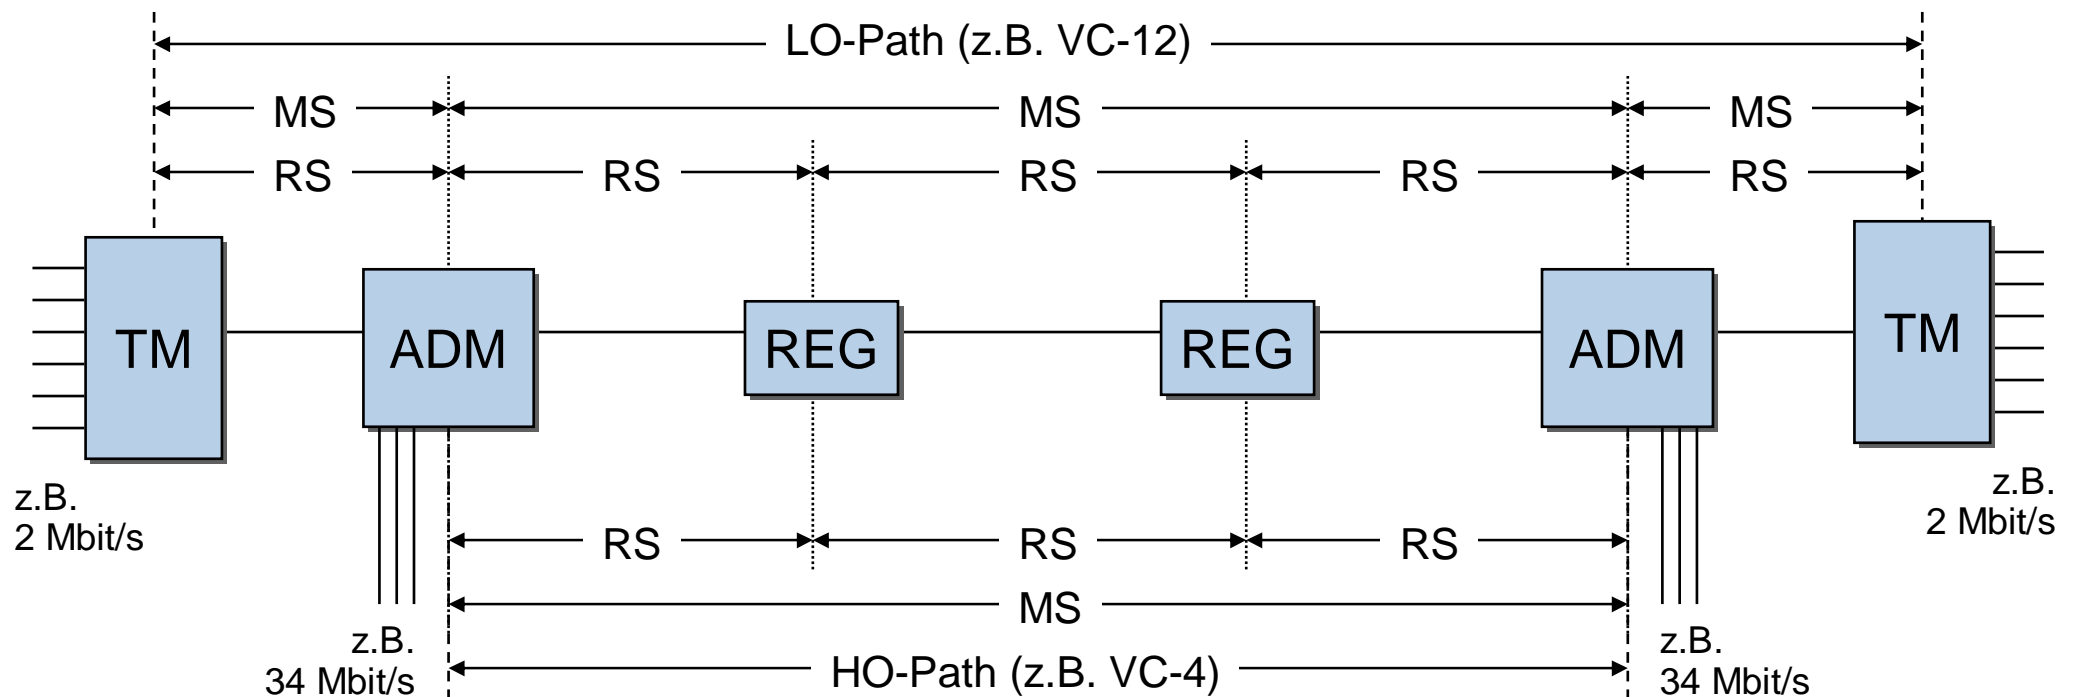 LO-Path (z.B. VC-12)
MS MS MS
RS RS RS RS RS
TM ADM REG REG ADM TM
z.B.
2 Mbit/s
z.B.
2 Mbit/s
RS RS RS
MS
z.B.
34 Mbit/s
HO-Path (z.B. VC-4)
z.B.
34 Mbit/s